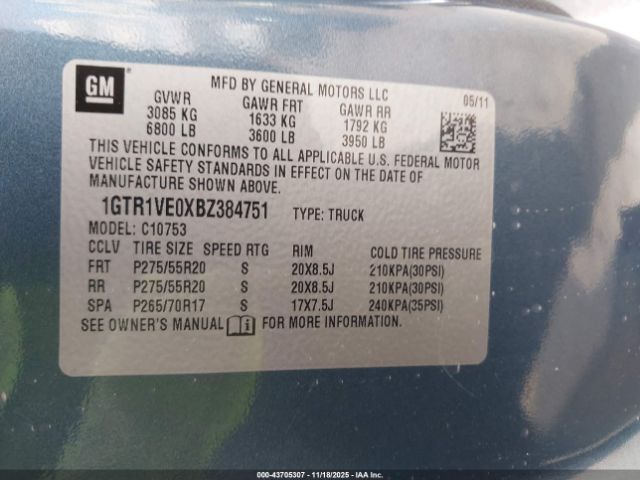 GM
MFD BY GENERAL MOTORS LLC
05/11
GVWR GAWR FRT GAWR RR
3085 KG 1633 KG 1792 KG
6800 LB 3600 LB 3950 LB
THIS VEHICLE CONFORMS TO ALL APPLICABLE U.S. FEDERAL MOTOR
VEHICLE SAFETY STANDARDS IN EFFECT ON THE DATE OF
MANUFACTURE SHOWN ABOVE.
1GTR1VE0XBZ384751 TYPE: TRUCK
MODEL: C10753
CCLV TIRE SIZE SPEED RTG RIM COLD TIRE PRESSURE
FRT P275/55R20 S 20X8.5J 210KPA(30PSI)
RR P275/55R20 S 20X8.5J 210KPA(30PSI)
SPA P265/70R17 S 17X7.5J 240KPA(35PSI)
SEE OWNER'S MANUAL FOR MORE INFORMATION.
000-43705307 - 11/18/2025 - IAAI.COM